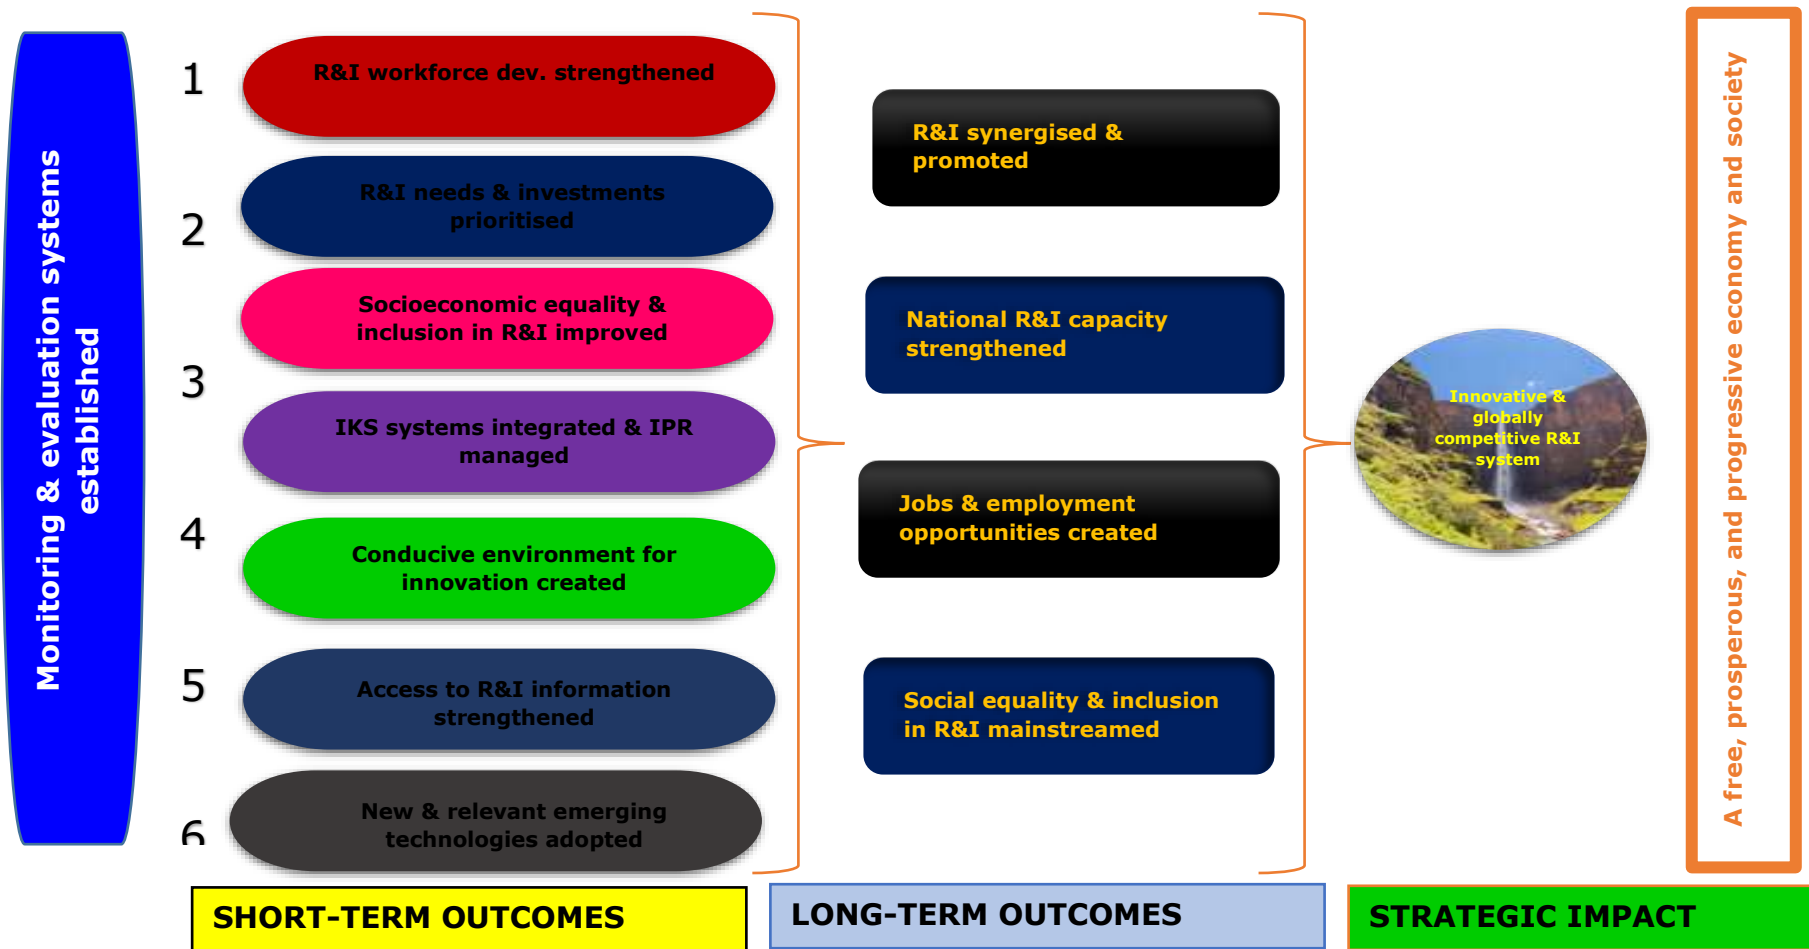 Monitoring & evaluation systems
established
1
2
3
4
5
6
R&I workforce dev. strengthened
R&I needs & investments
prioritised
Socioeconomic equality &
inclusion in R&I improved
IKS systems integrated & IPR
managed
Conducive environment for
innovation created
Access to R&I information
strengthened
New & relevant emerging
technologies adopted
R&I synergised &
promoted
National R&I capacity
strengthened
Jobs & employment
opportunities created
Social equality & inclusion
in R&I mainstreamed
Innovative &
globally
competitive R&I
system
A free, prosperous, and progressive economy and society
SHORT-TERM OUTCOMES
LONG-TERM OUTCOMES
STRATEGIC IMPACT